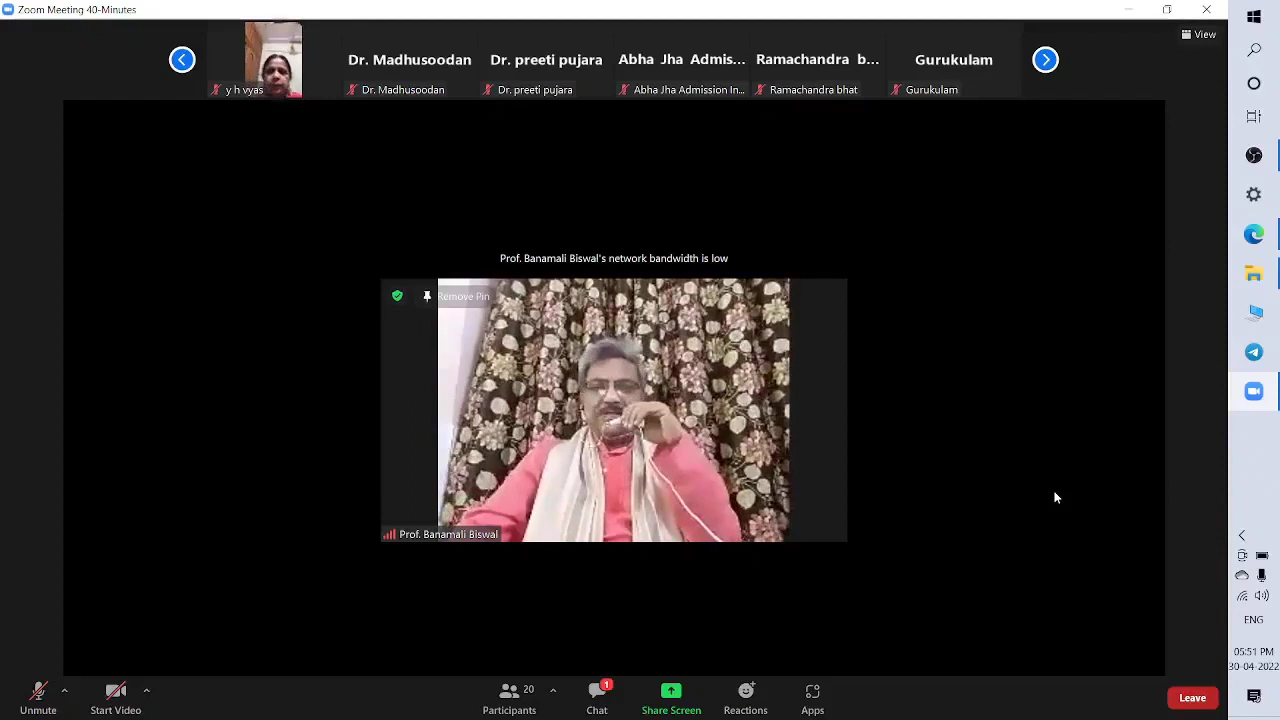 Zoom Meeting 40-Minutes
View
Dr. Madhusoodan
Dr. preeti pujara
Abha Jha Admis...
Ramachandra b...
Gurukulam
y h vyas
Dr. Madhusoodan
Dr. preeti pujara
Abha Jha Admission In...
Ramachandra bhat
Gurukulam
Prof. Banamali Biswal's network bandwidth is low
Remove Pin
Prof. Banamali Biswal
ENG
05:51 PM
30-04-2022
Unmute
Start Video
20
Participants
1
Chat
Share Screen
Reactions
Apps
Leave